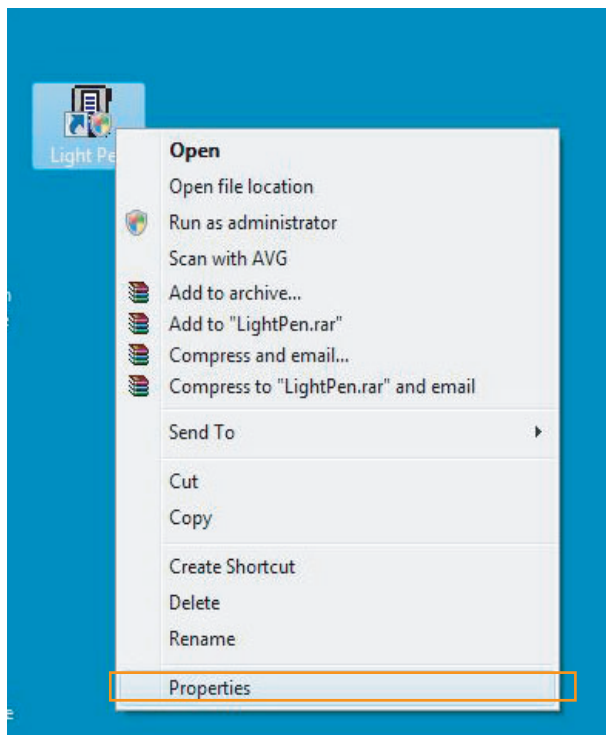 Light Pe
Open
Open file location
Run as administrator
Scan with AVG
Add to archive...
Add to "LightPen.rar"
Compress and email...
Compress to "LightPen.rar" and email
Send To
Cut
Copy
Create Shortcut
Delete
Rename
Properties